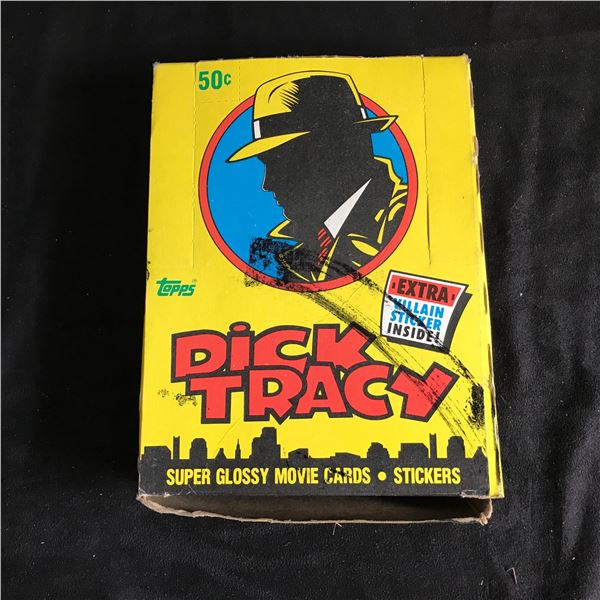 50¢
Topps
EXTRA
VILLAIN
STICKER
INSIDE!
DiCK
TRACY
SUPER GLOSSY MOVIE CARDS • STICKERS